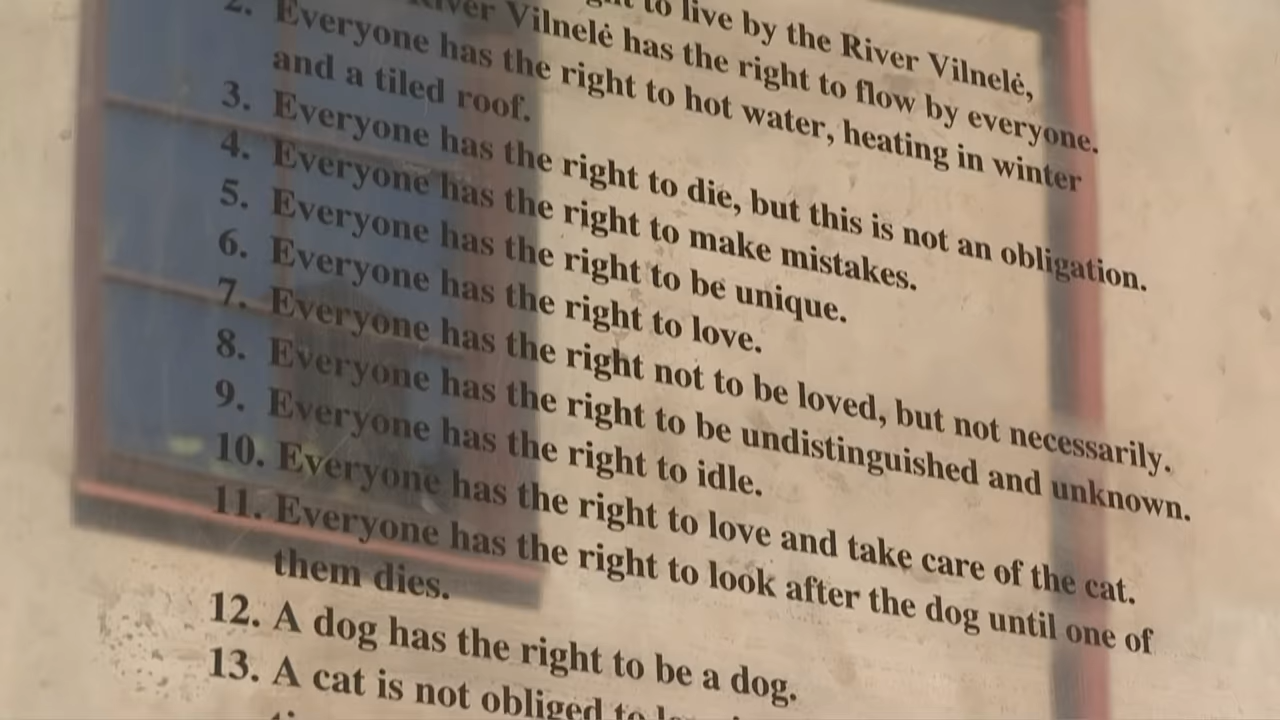 to live by the River Vilnelė,
River Vilnelė has the right to flow by everyone.
2. Everyone has the right to hot water, heating in winter
and a tiled roof.
3. Everyone has the right to die, but this is not an obligation.
4. Everyone has the right to make mistakes.
5. Everyone has the right to be unique.
6. Everyone has the right to love.
7. Everyone has the right not to be loved, but not necessarily.
8. Everyone has the right to be undistinguished and unknown.
9. Everyone has the right to idle.
10. Everyone has the right to love and take care of the cat.
11. Everyone has the right to look after the dog until one of
them dies.
12. A dog has the right to be a dog.
13. A cat is not obliged to